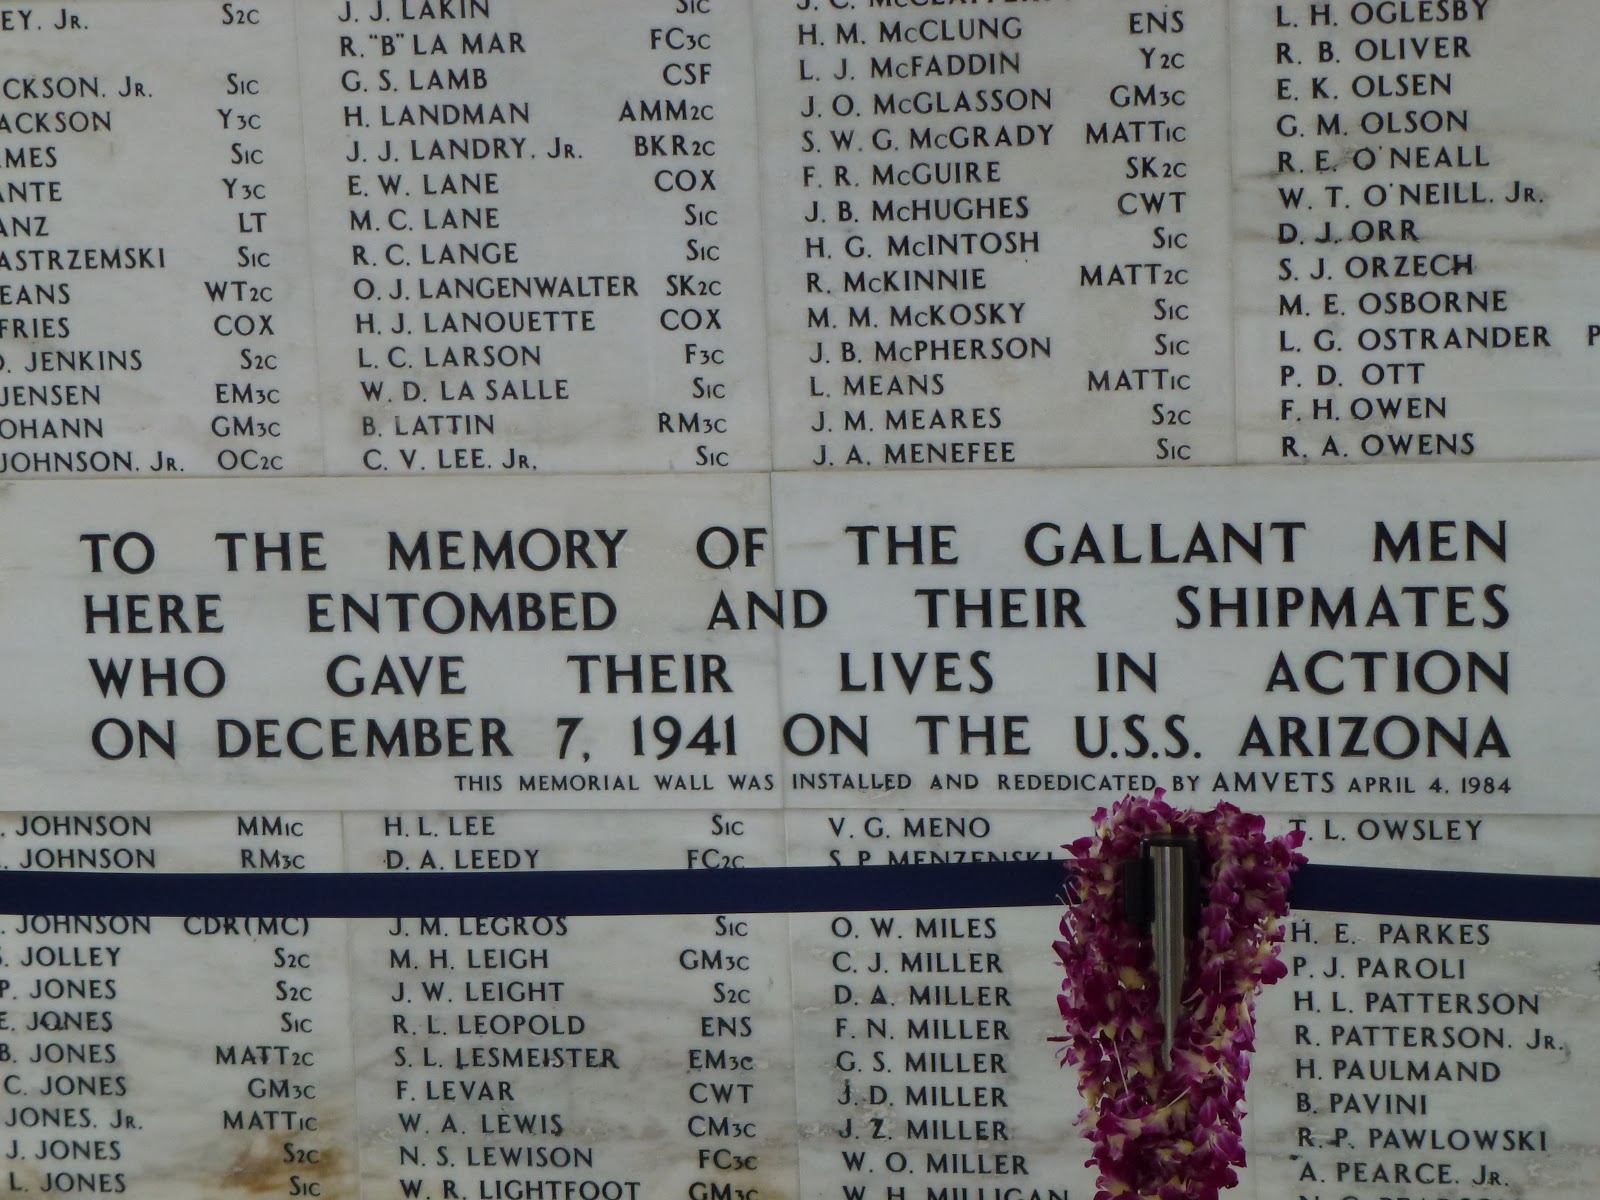 EY. JR. S2C
CKSON. JR. S1C
ACKSON Y3C
MES S1C
ANTE Y3C
ANZ LT
ASTRZEMSKI S1C
EANS WT2C
FRIES COX
D. JENKINS S2C
JENSEN EM3C
OHANN GM3C
JOHNSON. JR. OC2C
J. J. LAKIN S1C
R. "B" LA MAR FC3C
G. S. LAMB CSF
H. LANDMAN AMM2C
J. J. LANDRY. JR. BKR2C
E. W. LANE COX
M. C. LANE S1C
R. C. LANGE S1C
O. J. LANGENWALTER SK2C
H. J. LANOUETTE COX
L. C. LARSON F3C
W. D. LA SALLE S1C
B. LATTIN RM3C
C. V. LEE. JR. S1C
H. M. McCLUNG ENS
L. J. McFADDIN Y2C
J. O. McGLASSON GM3C
S. W. G. McGRADY MATT1C
F. R. McGUIRE SK2C
J. B. McHUGHES CWT
H. G. McINTOSH S1C
R. McKINNIE MATT2C
M. M. McKOSKY S1C
J. B. McPHERSON S1C
L. MEANS MATT1C
J. M. MEARES S2C
J. A. MENEFEE S1C
L. H. OGLESBY
R. B. OLIVER
E. K. OLSEN
G. M. OLSON
R. E. O'NEALL
W. T. O'NEILL. JR.
D. J. ORR
S. J. ORZECH
M. E. OSBORNE
L. G. OSTRANDER P
P. D. OTT
F. H. OWEN
R. A. OWENS
TO THE MEMORY OF THE GALLANT MEN
HERE ENTOMBED AND THEIR SHIPMATES
WHO GAVE THEIR LIVES IN ACTION
ON DECEMBER 7, 1941 ON THE U.S.S. ARIZONA
THIS MEMORIAL WALL WAS INSTALLED AND REDEDICATED BY AMVETS APRIL 4. 1984
. JOHNSON MM1C
. JOHNSON RM3C
. JOHNSON CDR(MC)
S. JOLLEY S2C
P. JONES S2C
E. JONES S1C
B. JONES MATT2C
C. JONES GM3C
JONES. JR. MATT1C
J. JONES S2C
L. JONES S1C
H. L. LEE S1C
D. A. LEEDY FC2C
J. M. LEGROS S1C
M. H. LEIGH GM3C
J. W. LEIGHT S2C
R. L. LEOPOLD ENS
S. L. LESMEISTER EM3C
F. LEVAR CWT
W. A. LEWIS CM3C
N. S. LEWISON FC3C
W. R. LIGHTFOOT GM3C
V. G. MENO
S. P. MENZENSKI
O. W. MILES
C. J. MILLER
D. A. MILLER
F. N. MILLER
G. S. MILLER
J. D. MILLER
J. Z. MILLER
W. O. MILLER
W. H. MILLIGAN
T. L. OWSLEY
H. E. PARKES
P. J. PAROLI
H. L. PATTERSON
R. PATTERSON. JR.
H. PAULMAND
B. PAVINI
R. P. PAWLOWSKI
A. PEARCE. JR.